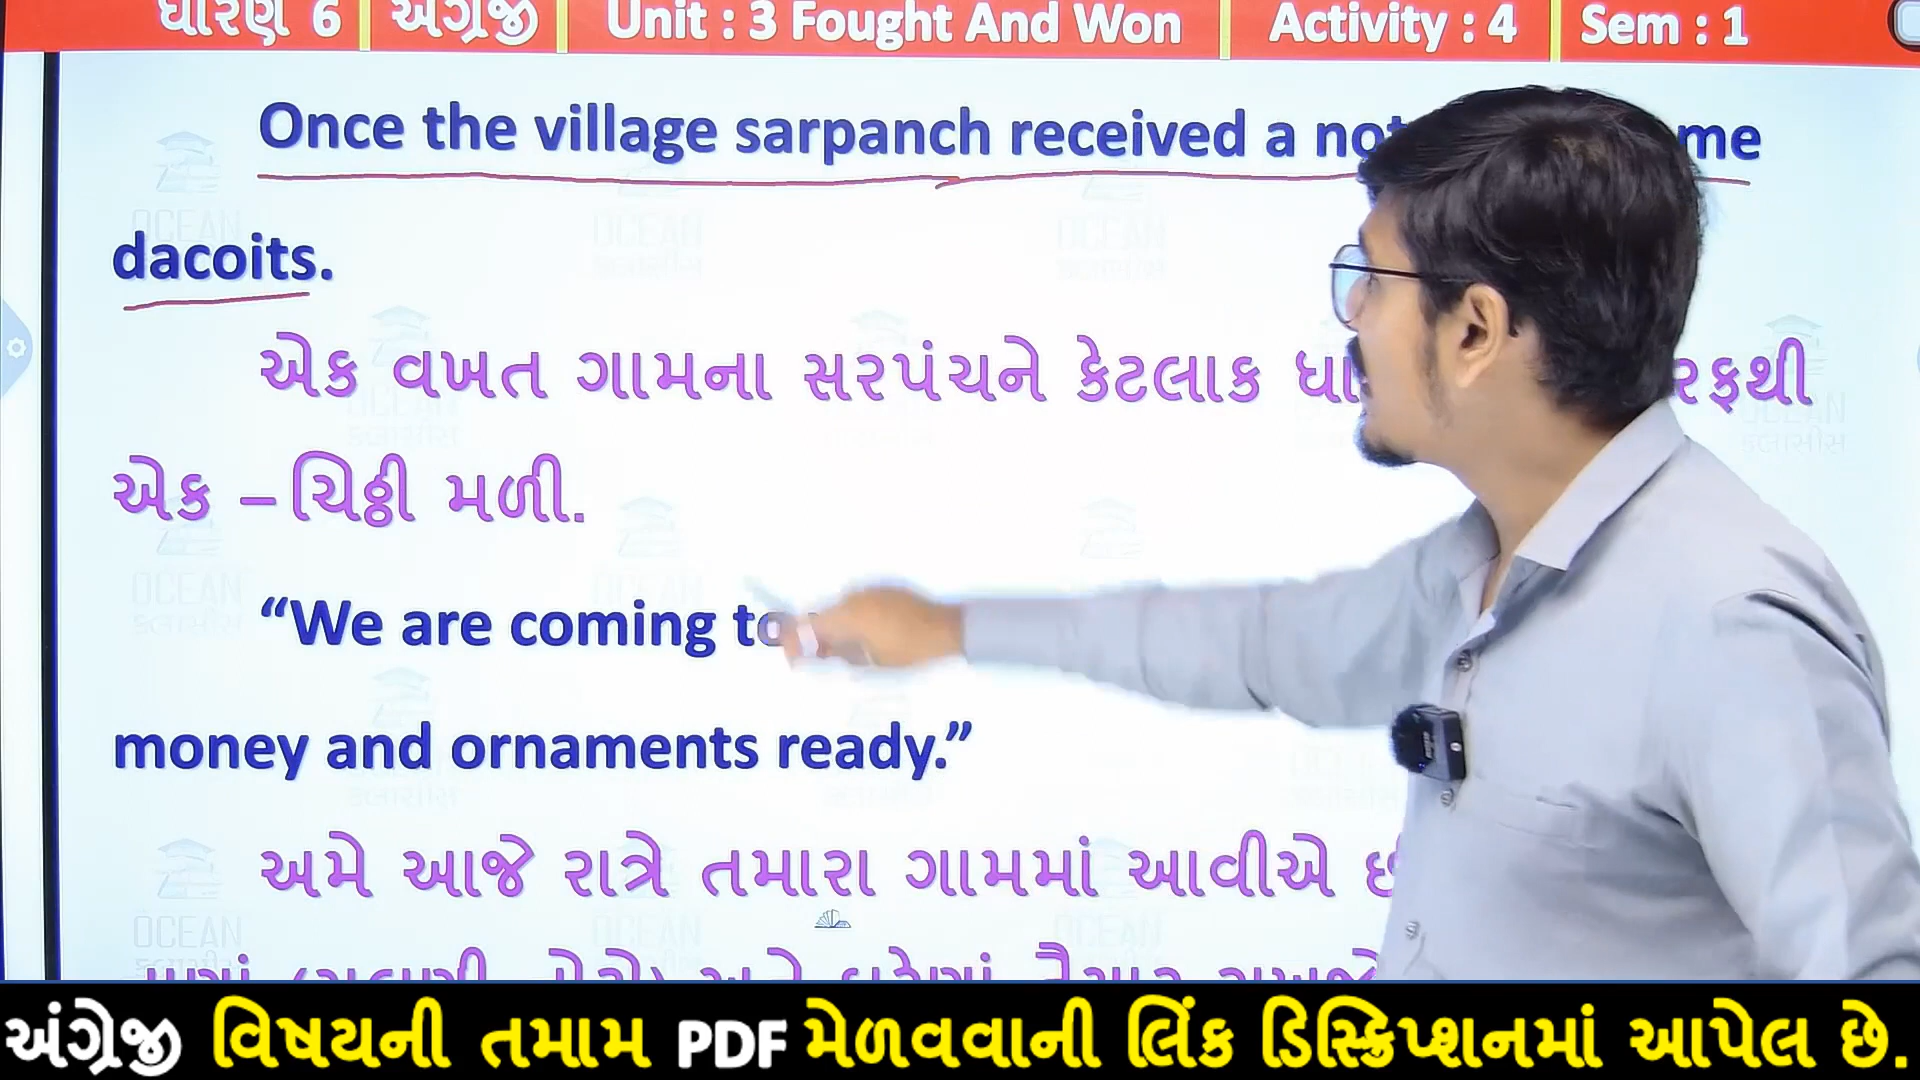 ધોરણ 6 અંગ્રેજી Unit : 3 Fought And Won Activity : 4 Sem : 1
Once the village sarpanch received a me
dacoits.
એક વખત ગામના સરપંચને કેટલાક
એક – ચિઠ્ઠી મળી.
“We are coming to
money and ornaments ready.”
અમે આજે રાત્રે તમારા ગામમાં આવીએ
OCEAN
ક્લાસીસ
અંગ્રેજી વિષયની તમામ PDF મેળવવાની લિંક ડિસ્ક્રિપ્શનમાં આપેલ છે.